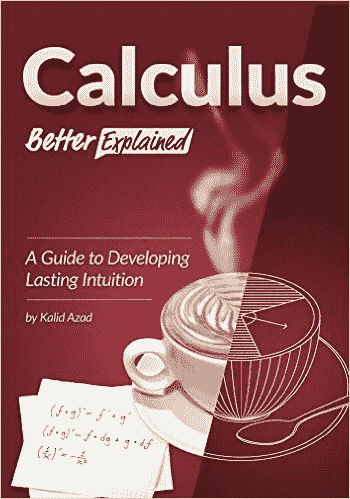 Calculus
Better Explained
A Guide to Developing
Lasting Intuition
by Kalid Azad
(f+g)' = f' + g'
(f·g)' = f·dg + g·df
(1/x)' = -1/x²